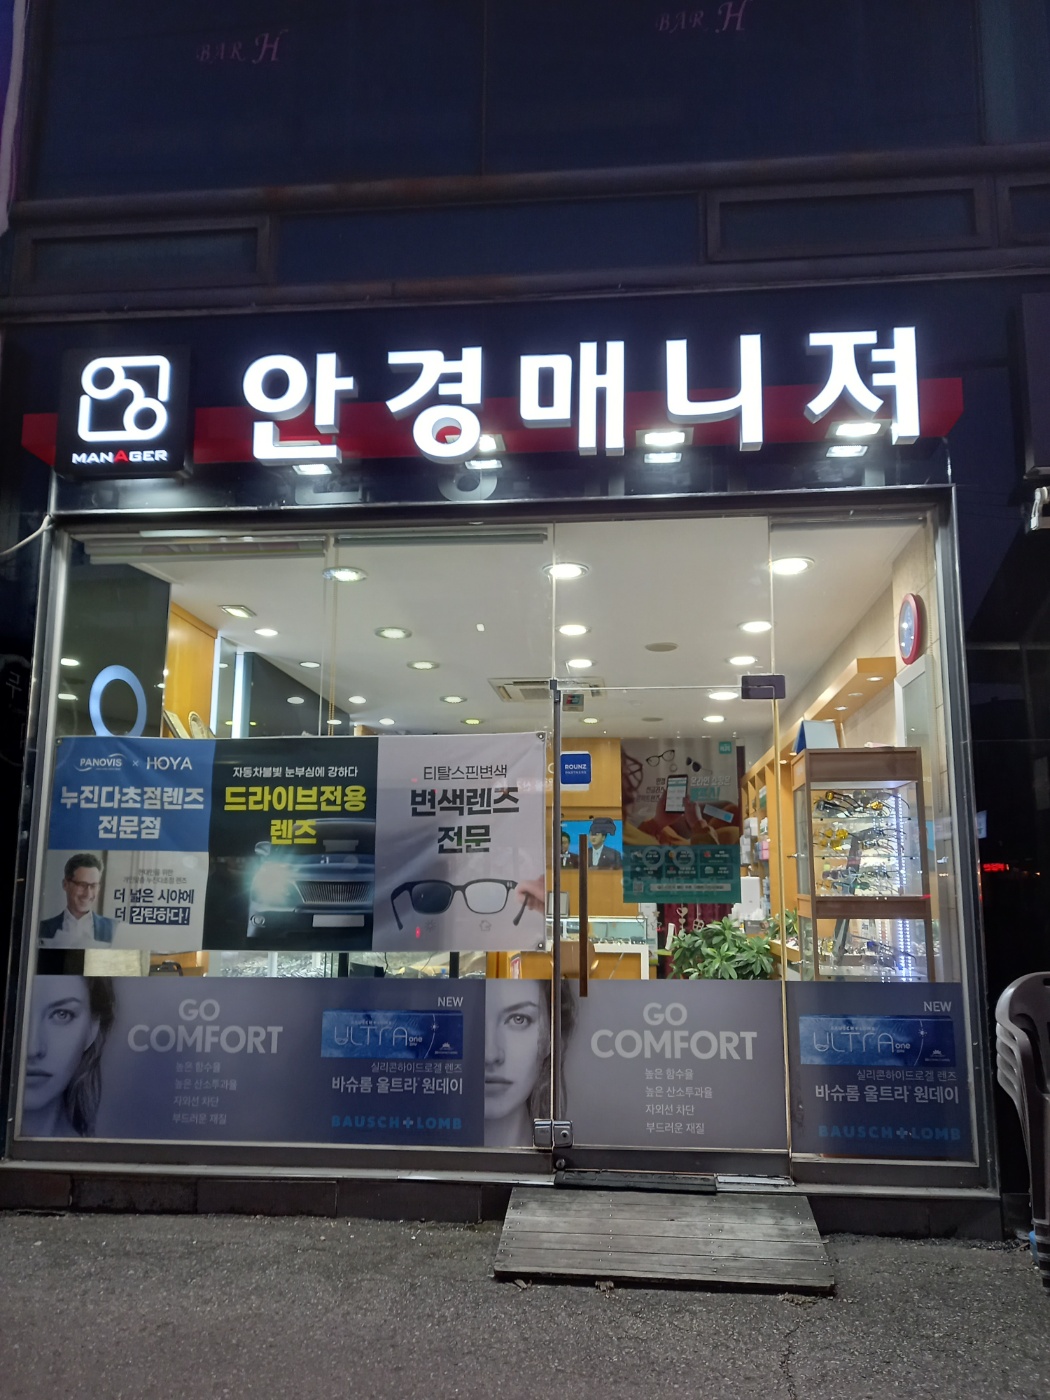 BAR H
BAR H
MANAGER
안경매니져
PANOVIS × HOYA
누진다초점렌즈
전문점
더 넓은 시야에
더 감탄하다!
자동차불빛 눈부심에 강하다
드라이브전용
렌즈
티탈스핀변색
변색렌즈
전문
ROUNZ
GO
COMFORT
높은 함수율
높은 산소투과율
자외선 차단
부드러운 재질
NEW
ULTRA one
실리콘하이드로겔 렌즈
바슈롬 울트라 원데이
BAUSCH+LOMB
GO
COMFORT
높은 함수율
높은 산소투과율
자외선 차단
부드러운 재질
NEW
ULTRA one
실리콘하이드로겔 렌즈
바슈롬 울트라 원데이
BAUSCH+LOMB